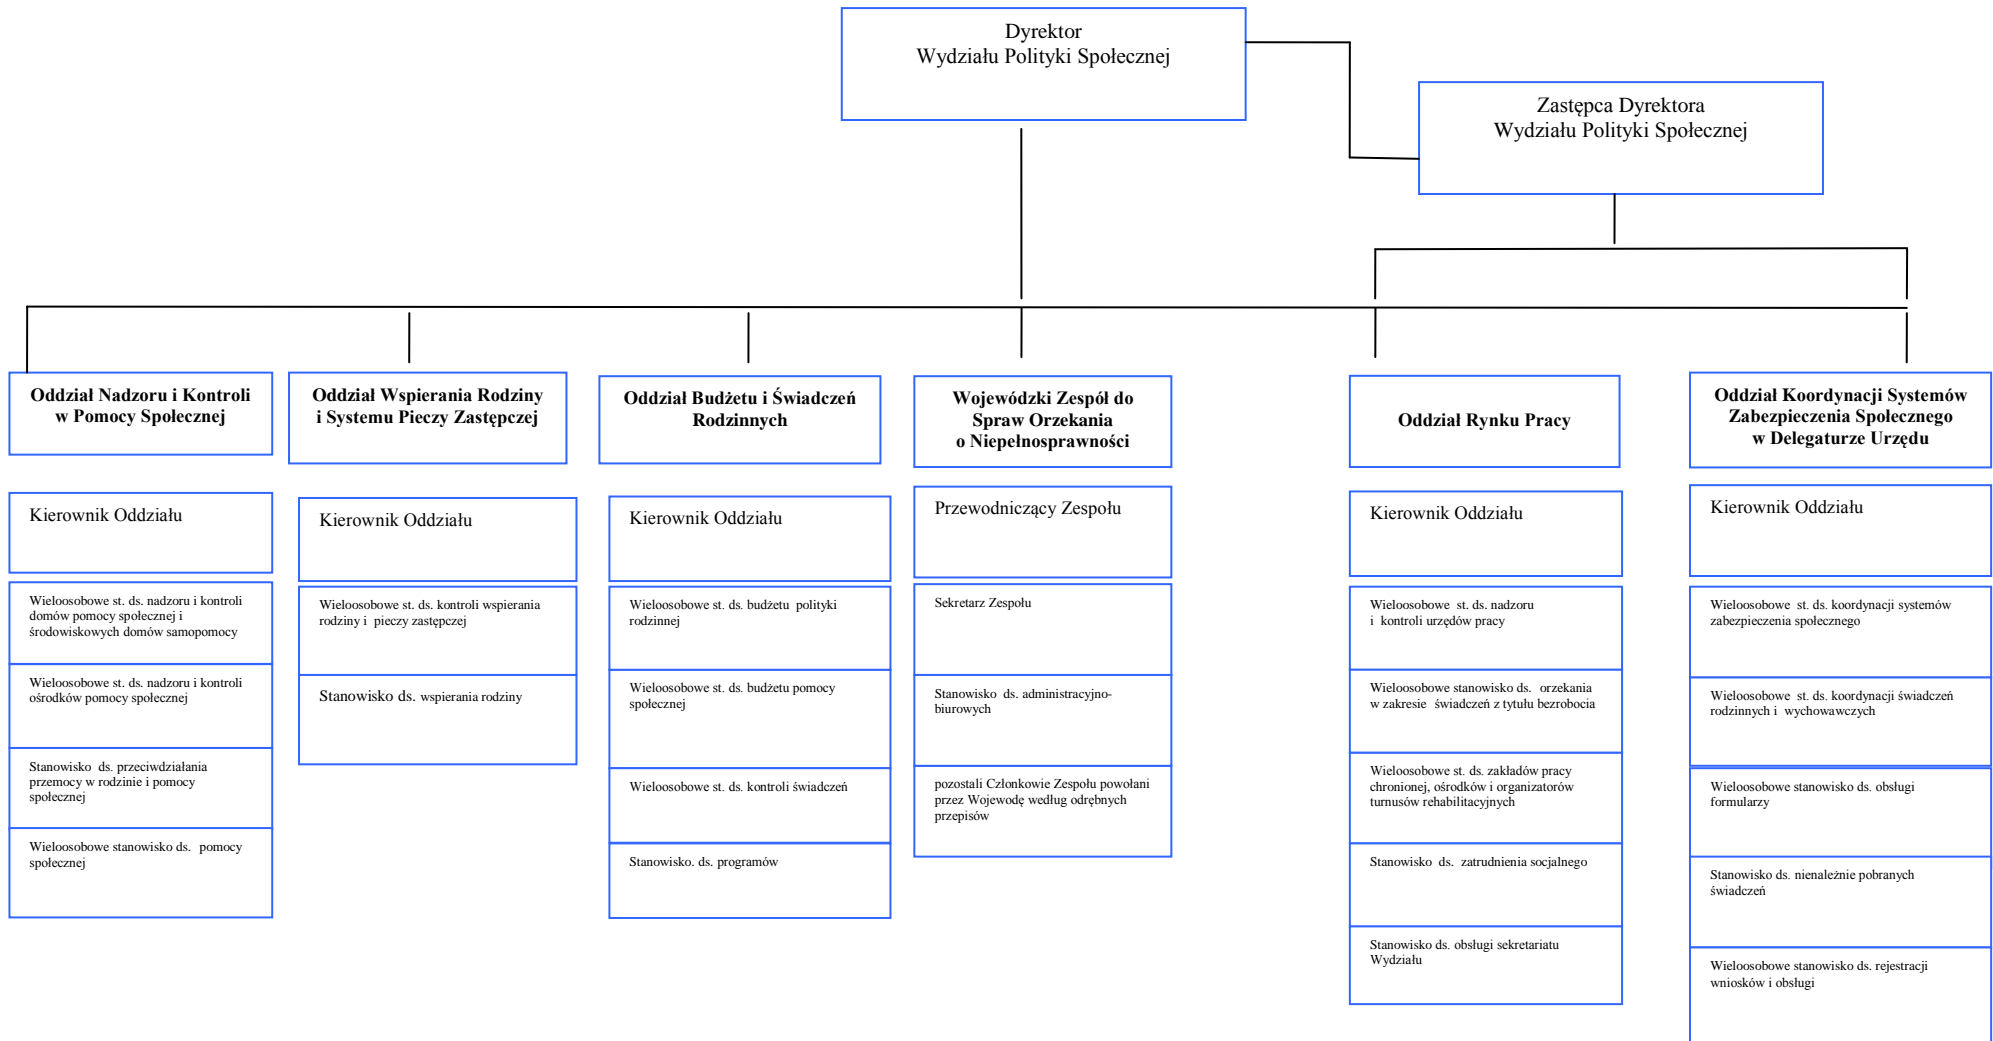 Dyrektor
Wydziału Polityki Społecznej
Zastępca Dyrektora
Wydziału Polityki Społecznej
Oddział Nadzoru i Kontroli
w Pomocy Społecznej
Kierownik Oddziału
Wieloosobowe st. ds. nadzoru i kontroli
domów pomocy społecznej i
środowiskowych domów samopomocy
Wieloosobowe st. ds. nadzoru i kontroli
ośrodków pomocy społecznej
Stanowisko ds. przeciwdziałania
przemocy w rodzinie i pomocy
społecznej
Wieloosobowe stanowisko ds. pomocy
społecznej
Oddział Wspierania Rodziny
i Systemu Pieczy Zastępczej
Kierownik Oddziału
Wieloosobowe st. ds. kontroli wspierania
rodziny i pieczy zastępczej
Stanowisko ds. wspierania rodziny
Oddział Budżetu i Świadczeń
Rodzinnych
Kierownik Oddziału
Wieloosobowe st. ds. budżetu polityki
rodzinnej
Wieloosobowe st. ds. budżetu pomocy
społecznej
Wieloosobowe st. ds. kontroli świadczeń
Stanowisko. ds. programów
Wojewódzki Zespół do
Spraw Orzekania
o Niepełnosprawności
Przewodniczący Zespołu
Sekretarz Zespołu
Stanowisko ds. administracyjno-
biurowych
pozostali Członkowie Zespołu powołani
przez Wojewodę według odrębnych
przepisów
Oddział Rynku Pracy
Kierownik Oddziału
Wieloosobowe st. ds. nadzoru
i kontroli urzędów pracy
Wieloosobowe stanowisko ds. orzekania
w zakresie świadczeń z tytułu bezrobocia
Wieloosobowe st. ds. zakładów pracy
chronionej, ośrodków i organizatorów
turnusów rehabilitacyjnych
Stanowisko ds. zatrudnienia socjalnego
Stanowisko ds. obsługi sekretariatu
Wydziału
Oddział Koordynacji Systemów
Zabezpieczenia Społecznego
w Delegaturze Urzędu
Kierownik Oddziału
Wieloosobowe st. ds. koordynacji systemów
zabezpieczenia społecznego
Wieloosobowe st. ds. koordynacji świadczeń
rodzinnych i wychowawczych
Wieloosobowe stanowisko ds. obsługi
formularzy
Stanowisko ds. nienależnie pobranych
świadczeń
Wieloosobowe stanowisko ds. rejestracji
wniosków i obsługi